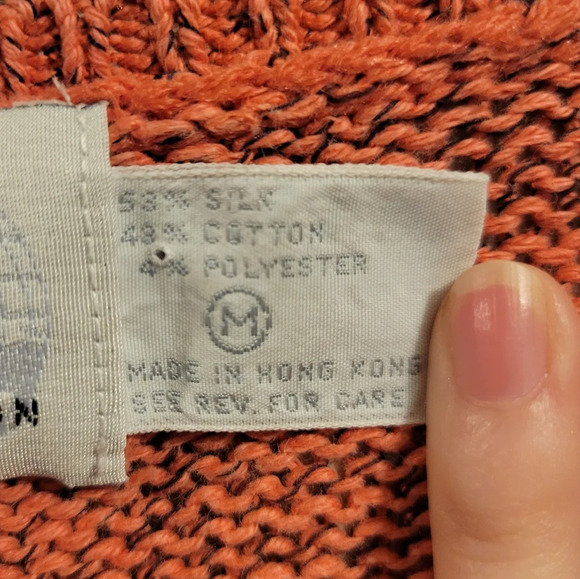 53% SILK
43% COTTON
4% POLYESTER
M
MADE IN HONG KONG
SEE REV. FOR CARE